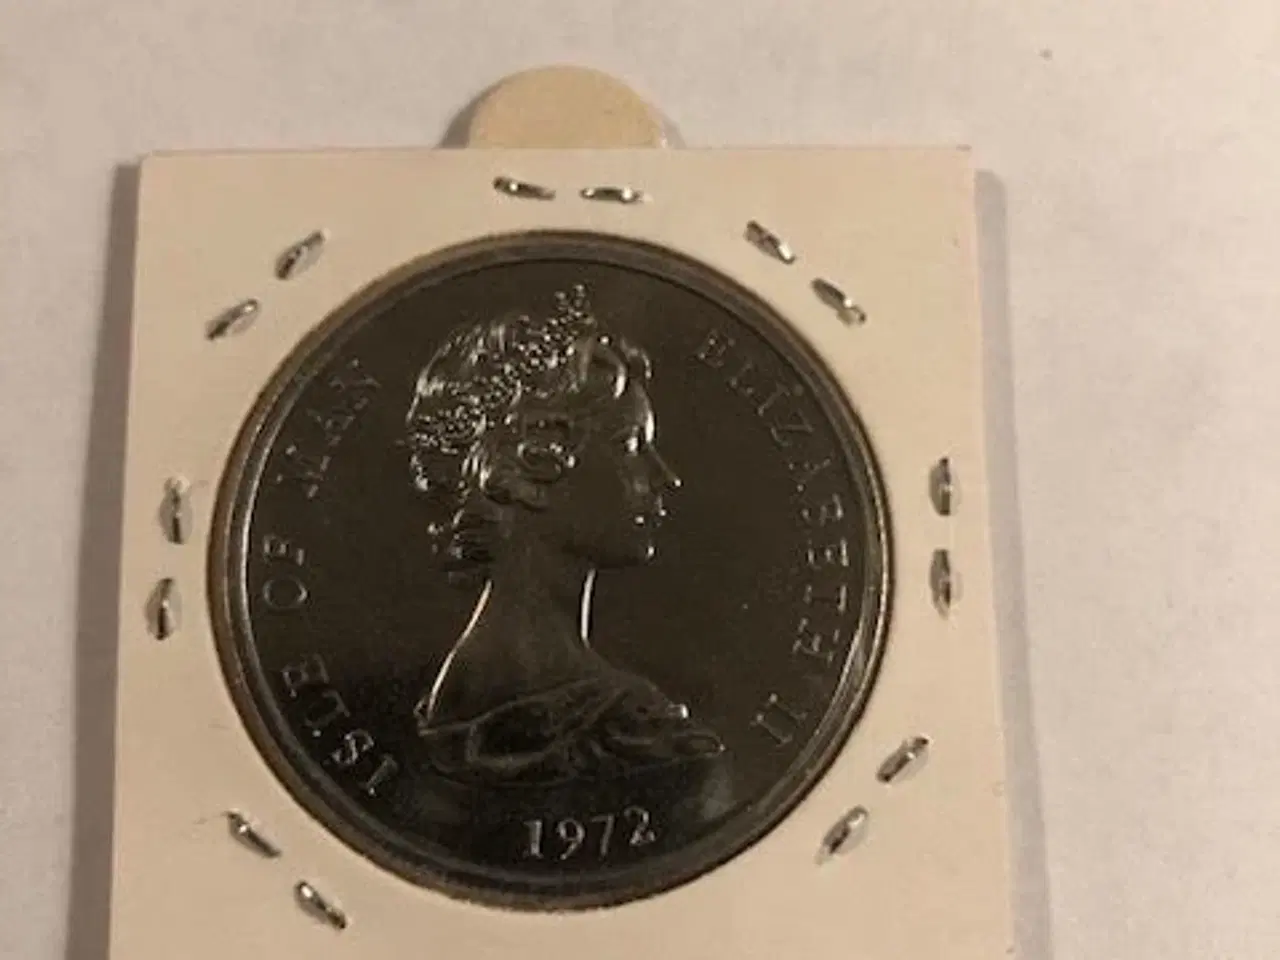 ISLE OF MAN
ELIZABETH II
1972